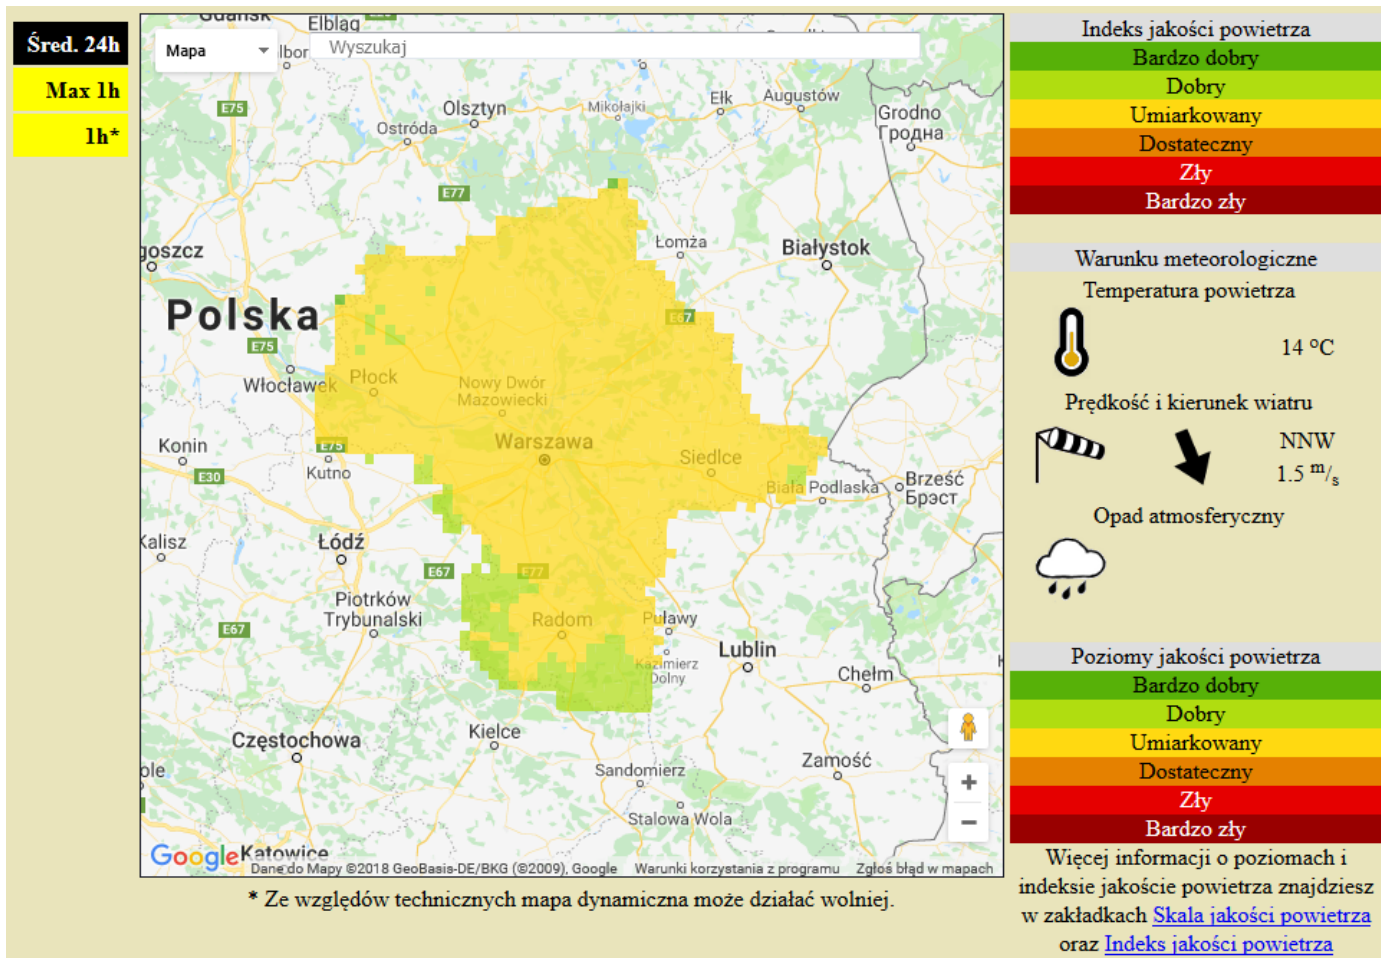 Śred. 24h
Max 1h
1h*
Mapa
Wyszukaj
Gdańsk
Elbląg
E75
Olsztyn
Ostróda
Mikołajki
Ełk
Augustów
Grodno
Гродна
E77
goszcz
Łomża
Białystok
Polska
E67
E75
Włocławek
Płock
Nowy Dwór
Mazowiecki
Konin
E75
Warszawa
Siedlce
E30
Kutno
Biała Podlaska
Brześć
Брэст
Kalisz
Łódź
E67
E77
Piotrków
Trybunalski
Radom
Puławy
E67
Kazimierz
Dolny
Lublin
Chełm
Kielce
Częstochowa
Zamość
ole
Sandomierz
Stalowa Wola
+
−
Google
Katowice
Dane do Mapy ©2018 GeoBasis-DE/BKG (©2009), Google
Warunki korzystania z programu
Zgłoś błąd w mapach
* Ze względów technicznych mapa dynamiczna może działać wolniej.
Indeks jakości powietrza
Bardzo dobry
Dobry
Umiarkowany
Dostateczny
Zły
Bardzo zły
Warunku meteorologiczne
Temperatura powietrza
14 °C
Prędkość i kierunek wiatru
NNW
1.5 m/s
Opad atmosferyczny
Poziomy jakości powietrza
Bardzo dobry
Dobry
Umiarkowany
Dostateczny
Zły
Bardzo zły
Więcej informacji o poziomach i
indeksie jakoście powietrza znajdziesz
w zakładkach Skala jakości powietrza
oraz Indeks jakości powietrza